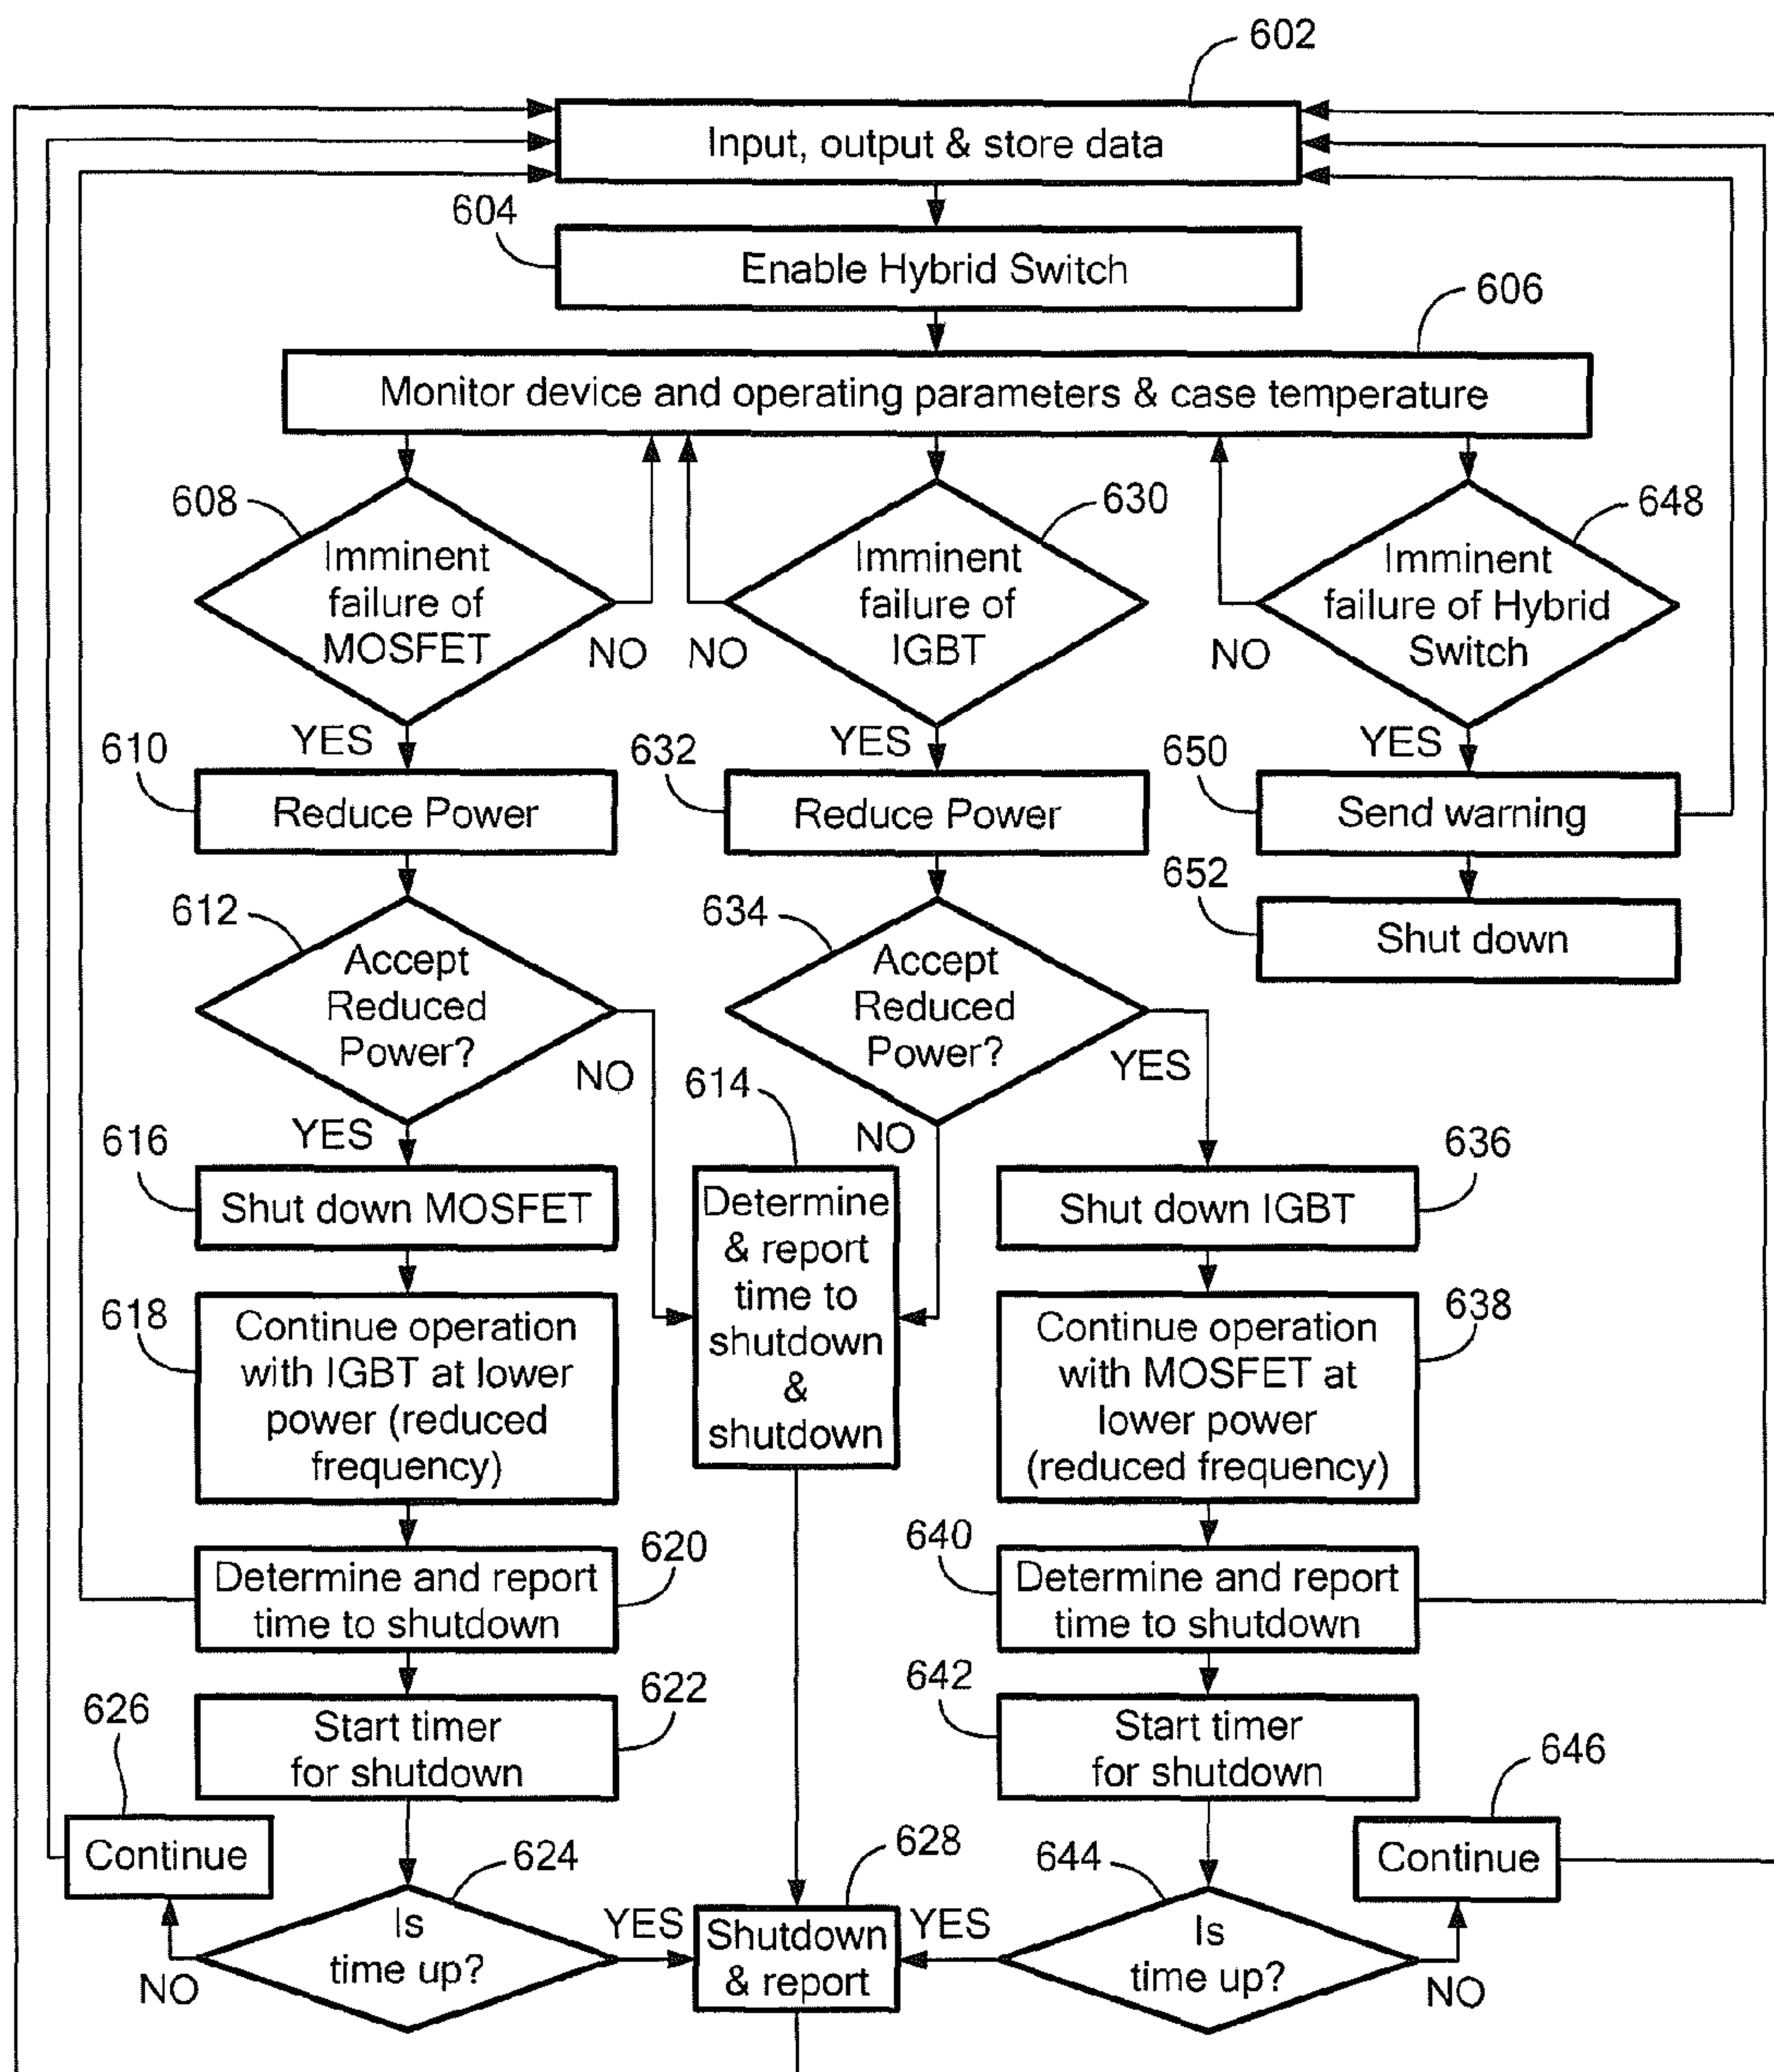 602
Input, output & store data
604
Enable Hybrid Switch
606
Monitor device and operating parameters & case temperature
608
Imminent
failure of
MOSFET
NO
YES
630
Imminent
failure of
IGBT
NO
YES
648
Imminent
failure of Hybrid
Switch
NO
YES
610
Reduce Power
632
Reduce Power
650
Send warning
652
Shut down
612
Accept
Reduced
Power?
NO
YES
634
Accept
Reduced
Power?
YES
NO
614
Determine
& report
time to
shutdown
&
shutdown
616
Shut down MOSFET
636
Shut down IGBT
618
Continue operation
with IGBT at lower
power (reduced
frequency)
638
Continue operation
with MOSFET at
lower power
(reduced frequency)
620
Determine and report
time to shutdown
640
Determine and report
time to shutdown
622
Start timer
for shutdown
642
Start timer
for shutdown
626
Continue
624
Is
time up?
NO
YES
628
Shutdown
& report
644
Is
time up?
YES
NO
646
Continue